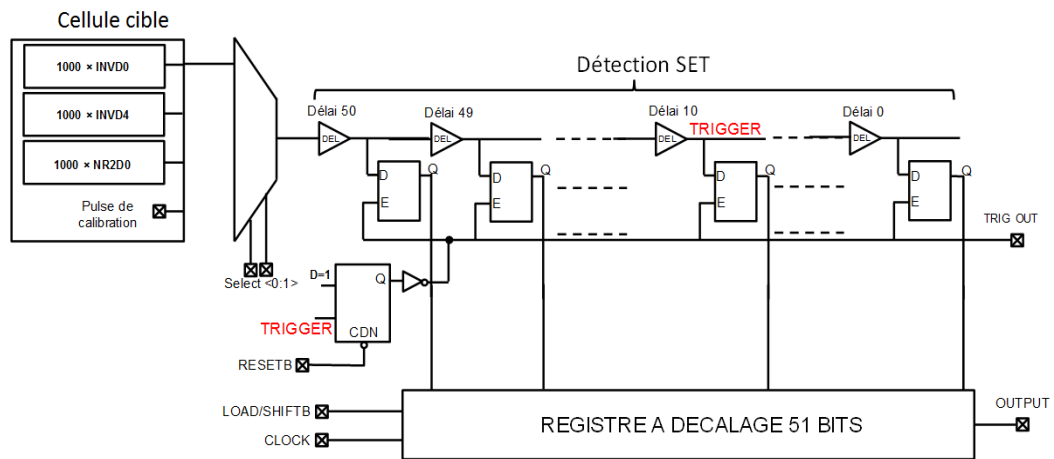 Cellule cible
1000 × INVD0
1000 × INVD4
1000 × NR2D0
Pulse de
calibration
Select <0:1>
Détection SET
Délai 50
Délai 49
Délai 10
Délai 0
DEL
DEL
DEL
DEL
TRIGGER
D
Q
E
D
Q
E
D
Q
E
D
Q
E
TRIG OUT
D=1
Q
TRIGGER
CDN
RESETB
LOAD/SHIFTB
CLOCK
REGISTRE A DECALAGE 51 BITS
OUTPUT